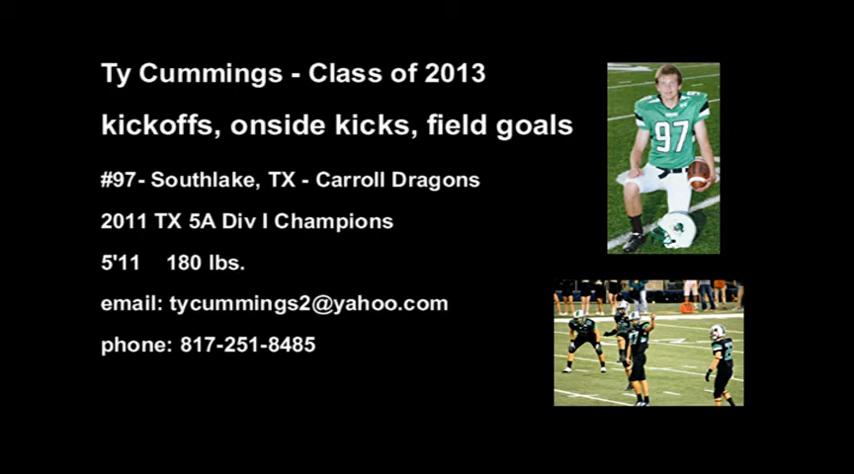 Ty Cummings - Class of 2013
kickoffs, onside kicks, field goals
#97- Southlake, TX - Carroll Dragons
2011 TX 5A Div I Champions
5'11 180 lbs.
email: tycummings2@yahoo.com
phone: 817-251-8485
97